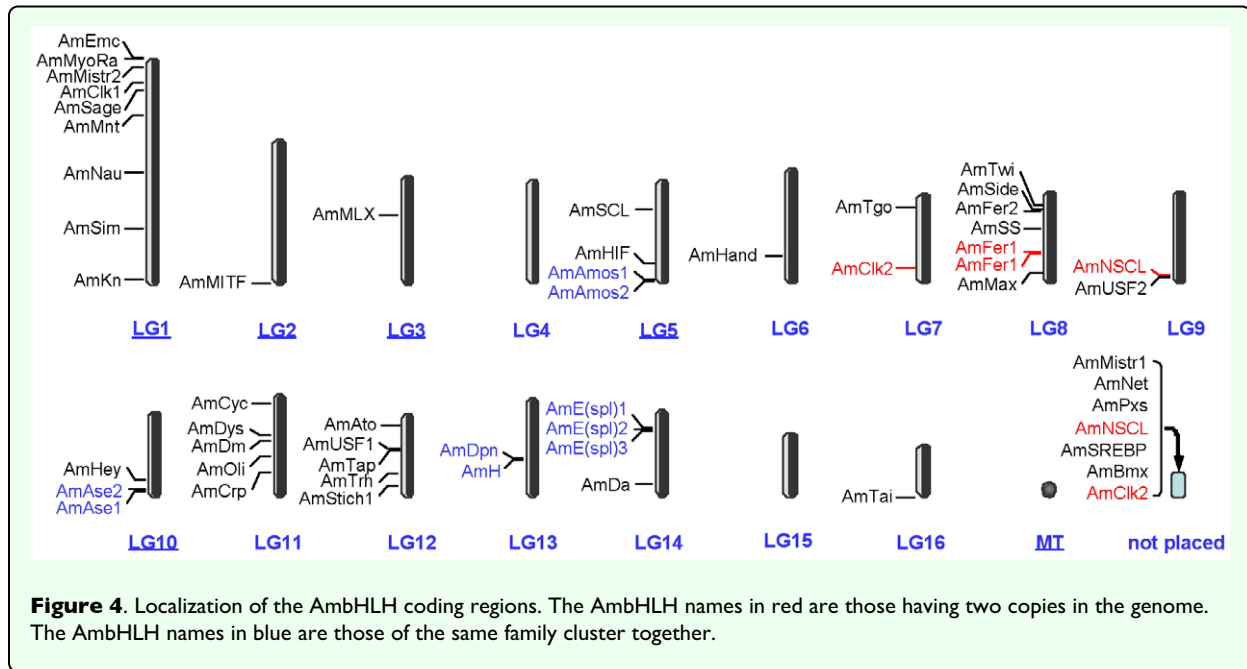 AmEmc
AmMyoRa
AmMistr2
AmClk1
AmSage
AmMnt
AmNau
AmSim
AmKn
LG1
AmMITF
LG2
AmMLX
LG3
LG4
AmSCL
AmHIF
AmAmos1
AmAmos2
LG5
AmHand
LG6
AmTgo
AmClk2
LG7
AmTwi
AmSide
AmFer2
AmSS
AmFer1
AmFer1
AmMax
LG8
AmNSCL
AmUSF2
LG9
AmHey
AmAse2
AmAse1
LG10
AmCyc
AmDys
AmDm
AmOli
AmCrp
LG11
AmAto
AmUSF1
AmTap
AmTrh
AmStich1
LG12
AmDpn
AmH
LG13
AmE(spl)1
AmE(spl)2
AmE(spl)3
AmDa
LG14
LG15
AmTai
LG16
MT
AmMistr1
AmNet
AmPxs
AmNSCL
AmSREBP
AmBmx
AmClk2
not placed
Figure 4. Localization of the AmbHLH coding regions. The AmbHLH names in red are those having two copies in the genome.
The AmbHLH names in blue are those of the same family cluster together.